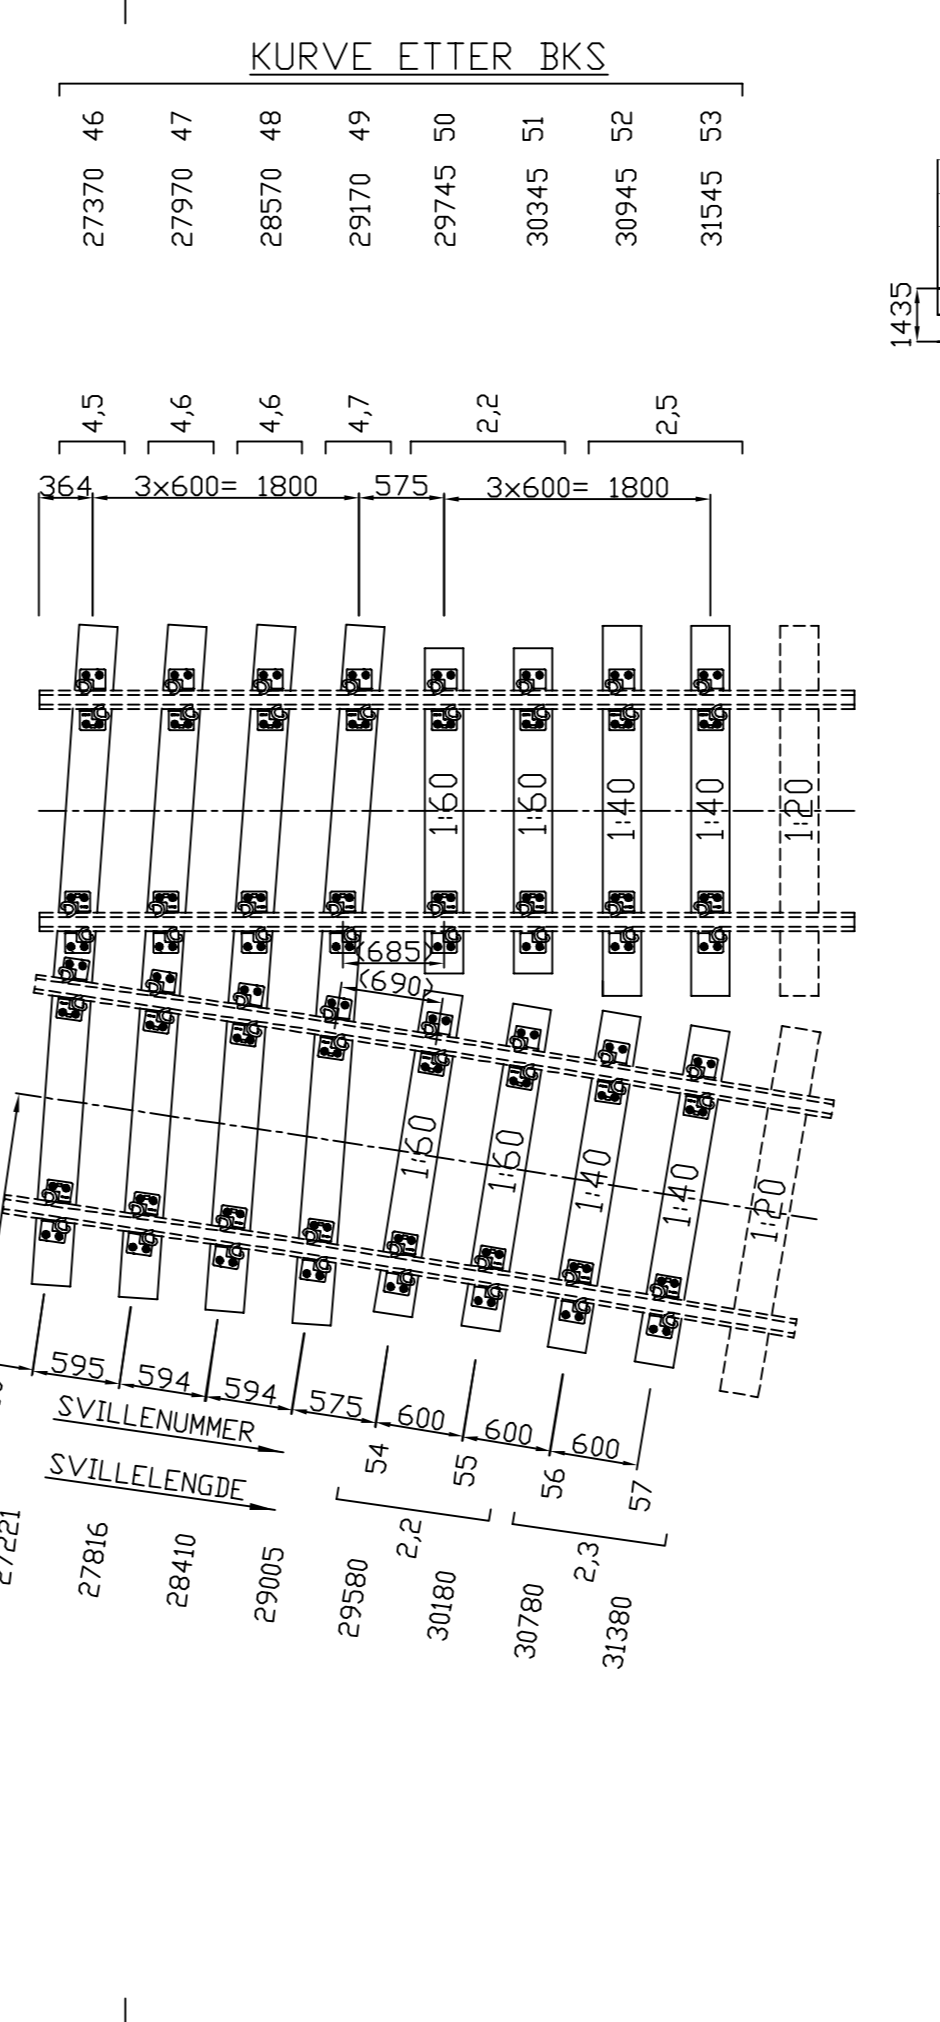 KURVE ETTER BKS
46 47 48 49 50 51 52 53
27370 27970 28570 29170 29745 30345 30945 31545
1435
4,5 4,6 4,6 4,7 2,2 2,5
364 3x600= 1800 575 3x600= 1800
1:60 1:60 1:40 1:40 1:20
(685)
(690)
1:60 1:60 1:40 1:40 1:20
595 594 594 575 600 600 600
SVILLENUMMER
54 55 56 57
SVILLELENGDE
2,2 2,3
27221 27816 28410 29005 29580 30180 30780 31380